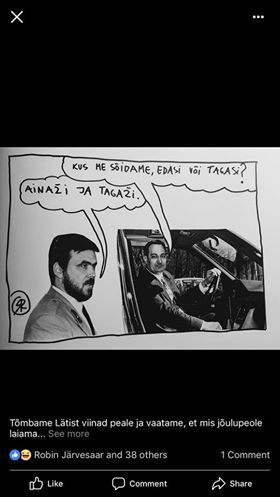 KUS ME SÕIDAME, EDASI VÕI TAGASI?
AINAŽI JA TAGAŽI.
Tõmbame Lätist viinad peale ja vaatame, et mis jõulupeole
laiama... See more
Robin Järvesaar and 38 others
1 Comment
Like
Comment
Share